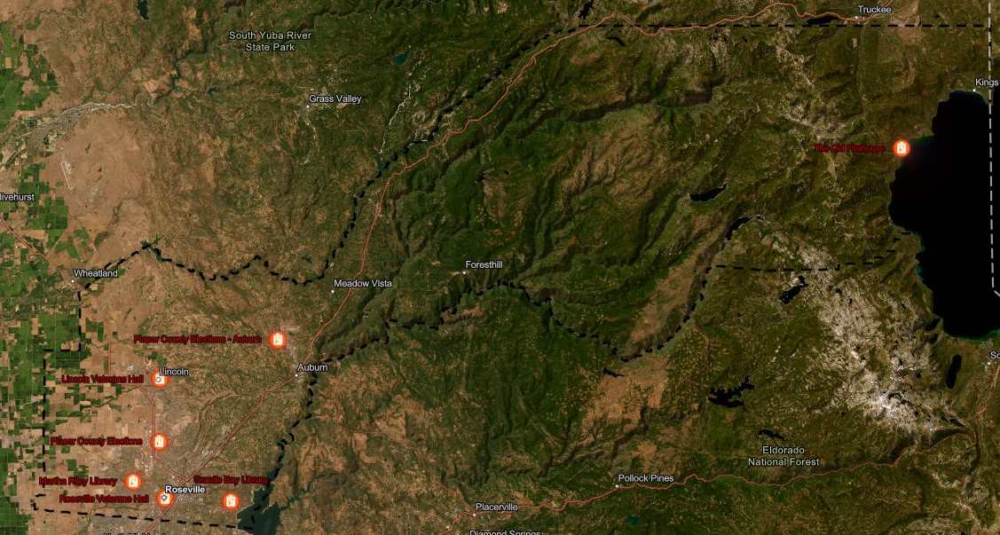 Truckee
South Yuba River
State Park
Kings
Grass Valley
The Old Firehouse
livehurst
Foresthill
Wheatland
Meadow Vista
Placer County Elections - Auburn
Auburn
Lincoln
Lincoln Veterans Hall
Placer County Elections
Eldorado
National Forest
Martha Riley Library
Granite Bay Library
Pollock Pines
Roseville
Roseville Veterans Hall
Placerville
Diamond Springs
So